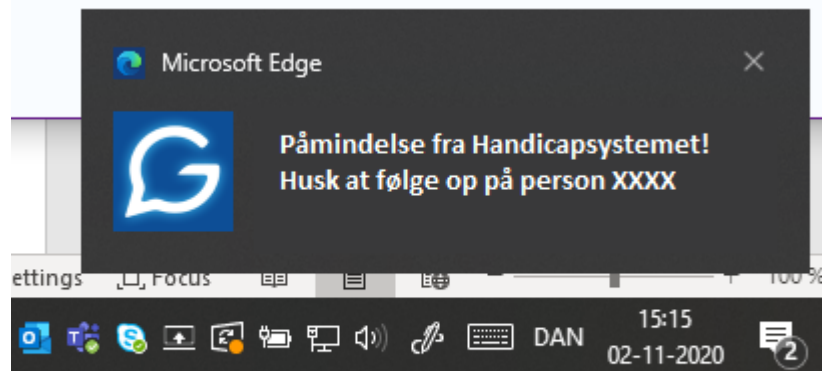 Microsoft Edge
Påmindelse fra Handicapsystemet!
Husk at følge op på person XXXX
ettings Focus 100 %
DAN 15:15
02-11-2020
2